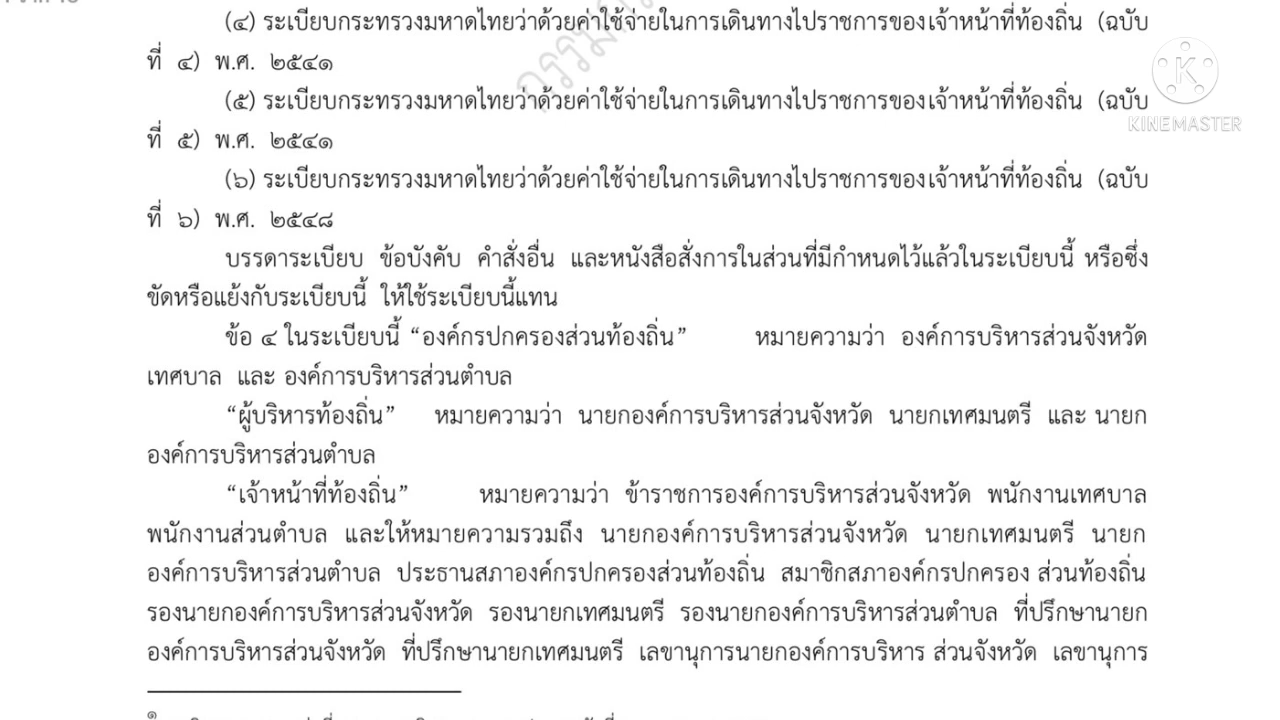 (๔) ระเบียบกระทรวงมหาดไทยว่าด้วยค่าใช้จ่ายในการเดินทางไปราชการของเจ้าหน้าที่ท้องถิ่น (ฉบับ
ที่ ๔) พ.ศ. ๒๕๔๑
(๕) ระเบียบกระทรวงมหาดไทยว่าด้วยค่าใช้จ่ายในการเดินทางไปราชการของเจ้าหน้าที่ท้องถิ่น (ฉบับ
ที่ ๕) พ.ศ. ๒๕๔๑
(๖) ระเบียบกระทรวงมหาดไทยว่าด้วยค่าใช้จ่ายในการเดินทางไปราชการของเจ้าหน้าที่ท้องถิ่น (ฉบับ
ที่ ๖) พ.ศ. ๒๕๔๘
บรรดาระเบียบ ข้อบังคับ คำสั่งอื่น และหนังสือสั่งการในส่วนที่มีกำหนดไว้แล้วในระเบียบนี้ หรือซึ่ง
ขัดหรือแย้งกับระเบียบนี้ ให้ใช้ระเบียบนี้แทน
ข้อ ๔ ในระเบียบนี้ “องค์กรปกครองส่วนท้องถิ่น” หมายความว่า องค์การบริหารส่วนจังหวัด
เทศบาล และ องค์การบริหารส่วนตำบล
“ผู้บริหารท้องถิ่น” หมายความว่า นายกองค์การบริหารส่วนจังหวัด นายกเทศมนตรี และ นายก
องค์การบริหารส่วนตำบล
“เจ้าหน้าที่ท้องถิ่น” หมายความว่า ข้าราชการองค์การบริหารส่วนจังหวัด พนักงานเทศบาล
พนักงานส่วนตำบล และให้หมายความรวมถึง นายกองค์การบริหารส่วนจังหวัด นายกเทศมนตรี นายก
องค์การบริหารส่วนตำบล ประธานสภาองค์กรปกครองส่วนท้องถิ่น สมาชิกสภาองค์กรปกครอง ส่วนท้องถิ่น
รองนายกองค์การบริหารส่วนจังหวัด รองนายกเทศมนตรี รองนายกองค์การบริหารส่วนตำบล ที่ปรึกษานายก
องค์การบริหารส่วนจังหวัด ที่ปรึกษานายกเทศมนตรี เลขานุการนายกองค์การบริหาร ส่วนจังหวัด เลขานุการ
K
KINEMASTER